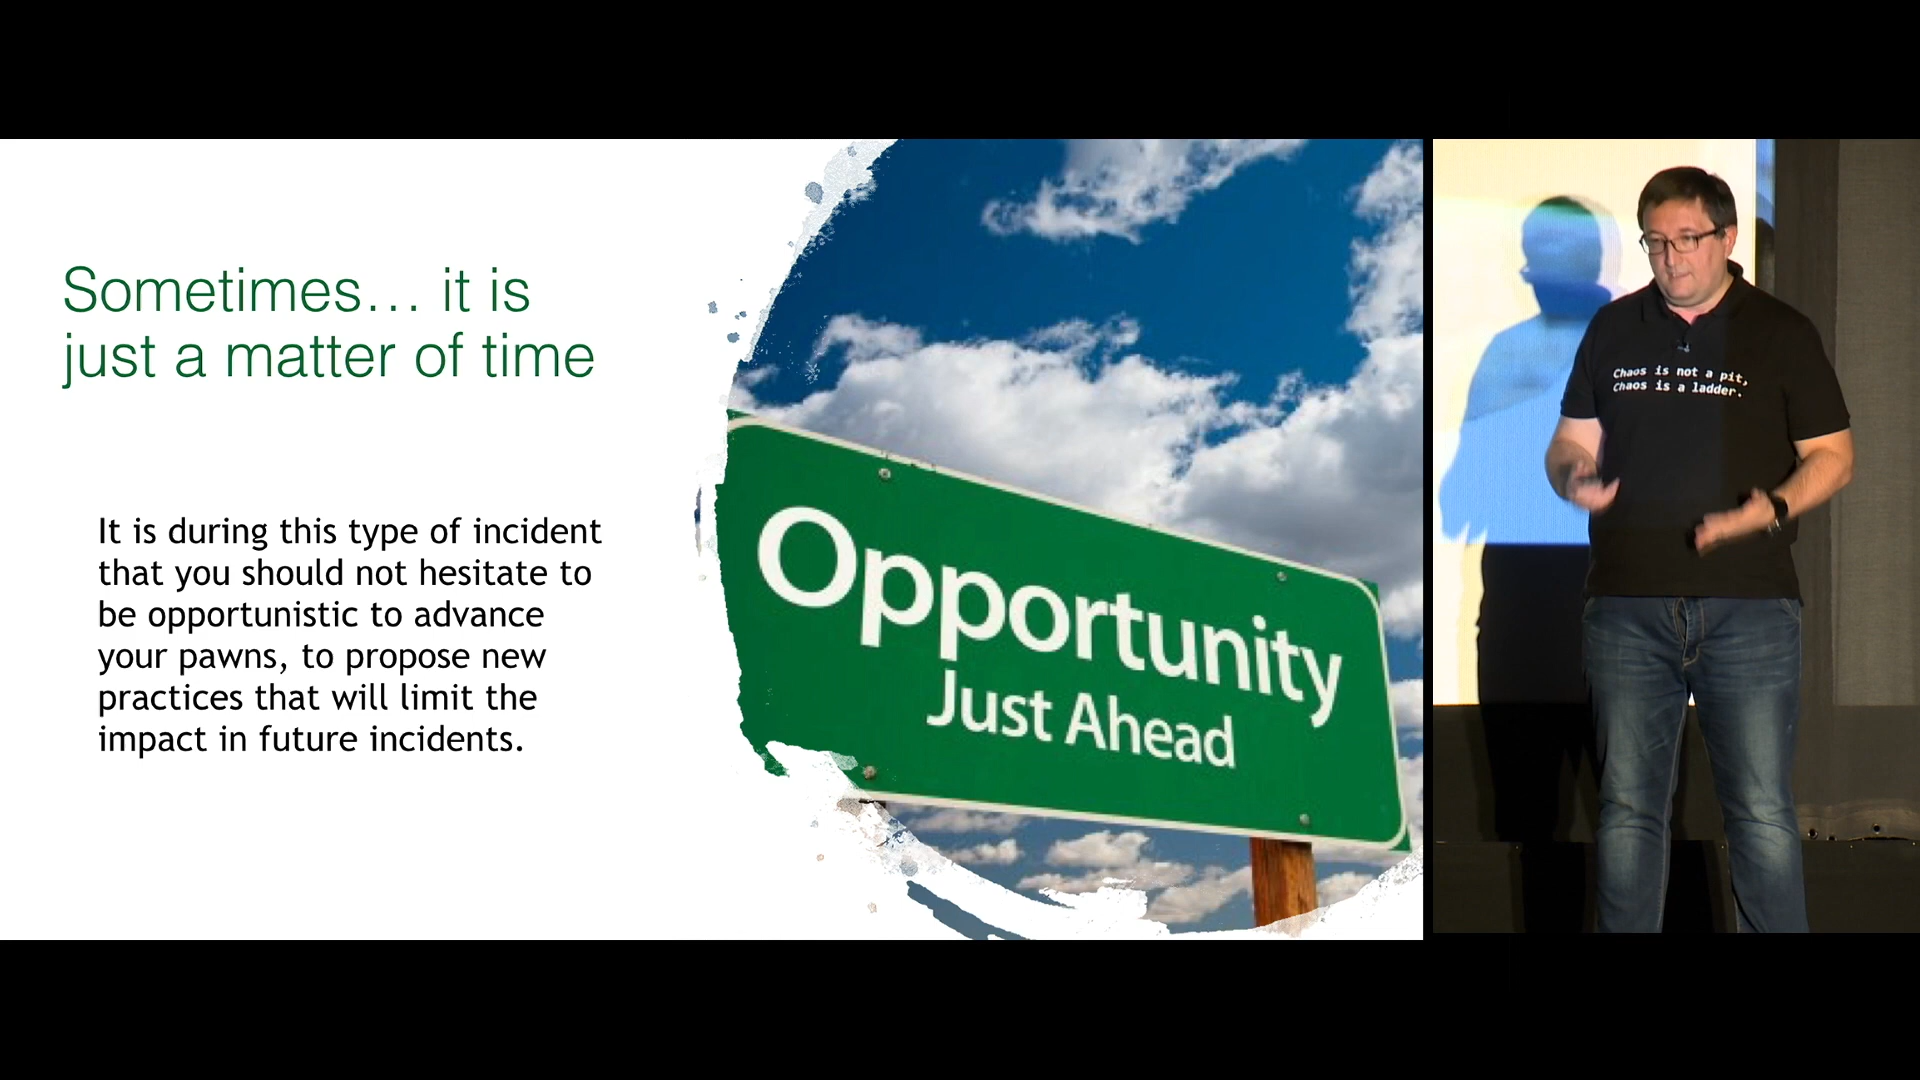 Sometimes… it is
just a matter of time
It is during this type of incident
that you should not hesitate to
be opportunistic to advance
your pawns, to propose new
practices that will limit the
impact in future incidents.
Opportunity
Just Ahead
Chaos is not a pit,
Chaos is a ladder.